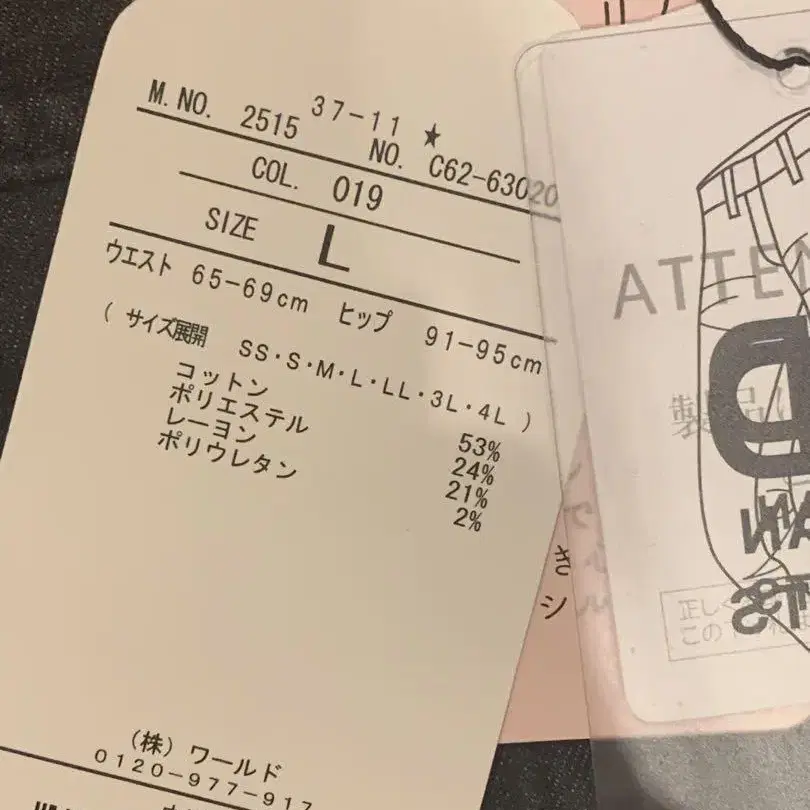 37-11 ★
M.NO. 2515 NO. C62-63020
COL. 019
SIZE L
ウエスト 65-69cm ヒップ 91-95cm
( サイズ展開 SS・S・M・L・LL・3L・4L )
コットン 53%
ポリエステル 24%
レーヨン 21%
ポリウレタン 2%
(株) ワールド
0120-977-917
ATTEN
製品
正しく
この